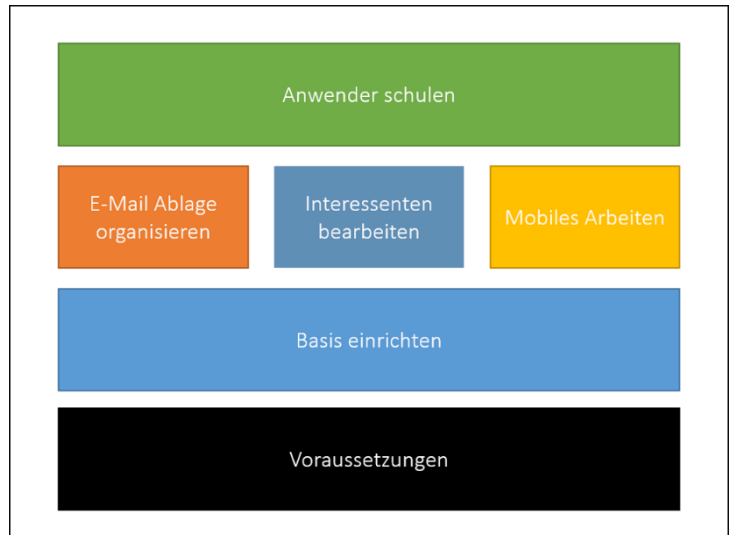 Anwender schulen
E-Mail Ablage
organisieren
Interessenten
bearbeiten
Mobiles Arbeiten
Basis einrichten
Voraussetzungen